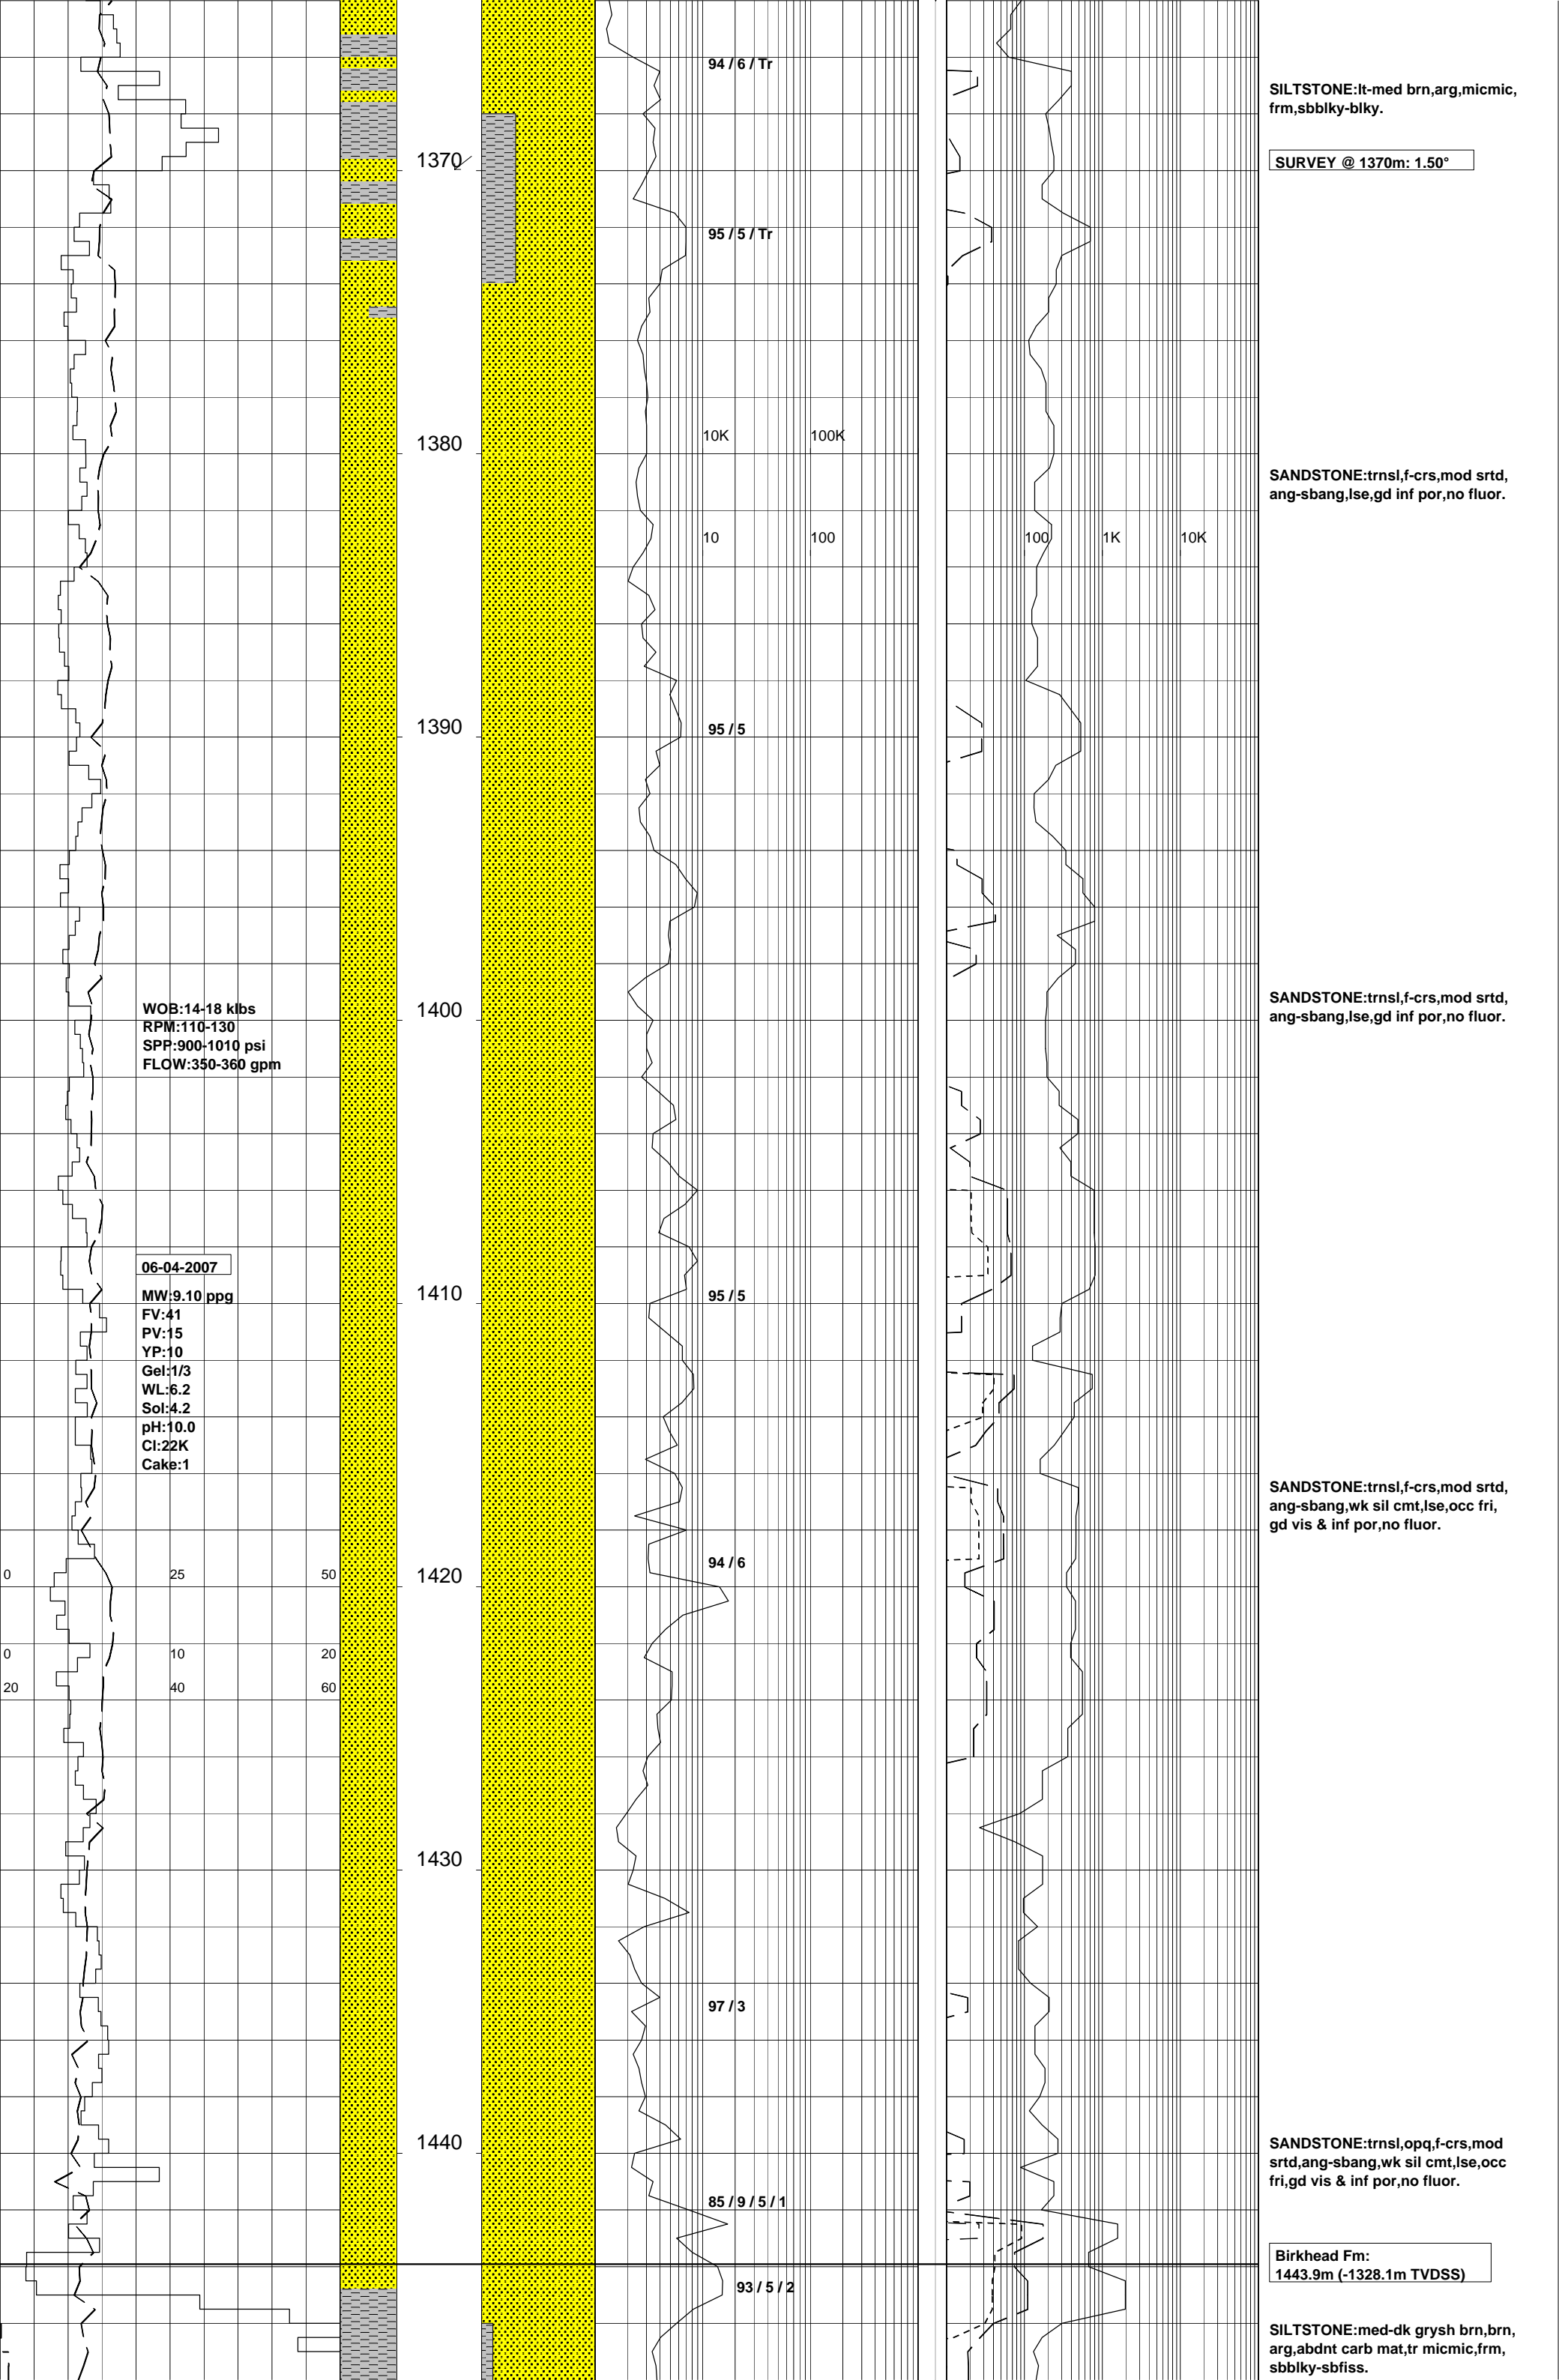 94 / 6 / Tr
SILTSTONE:lt-med brn,arg,micmic,
frm,sbblky-blky.
1370
SURVEY @ 1370m: 1.50°
95 / 5 / Tr
10K 100K
1380
SANDSTONE:trnsl,f-crs,mod srtd,
ang-sbang,lse,gd inf por,no fluor.
10 100 100 1K 10K
1390
95 / 5
WOB:14-18 klbs
RPM:110-130
SPP:900-1010 psi
FLOW:350-360 gpm
1400
SANDSTONE:trnsl,f-crs,mod srtd,
ang-sbang,lse,gd inf por,no fluor.
06-04-2007
MW:9.10 ppg
FV:41
PV:15
YP:10
Gel:1/3
WL:6.2
Sol:4.2
pH:10.0
Cl:22K
Cake:1
1410
95 / 5
SANDSTONE:trnsl,f-crs,mod srtd,
ang-sbang,wk sil cmt,lse,occ fri,
gd vis & inf por,no fluor.
94 / 6
0 25 50
1420
0 10 20
20 40 60
1430
97 / 3
1440
SANDSTONE:trnsl,opq,f-crs,mod
srtd,ang-sbang,wk sil cmt,lse,occ
fri,gd vis & inf por,no fluor.
85 / 9 / 5 / 1
Birkhead Fm:
1443.9m (-1328.1m TVDSS)
93 / 5 / 2
SILTSTONE:med-dk grysh brn,brn,
arg,abdnt carb mat,tr micmic,frm,
sbblky-sbfiss.